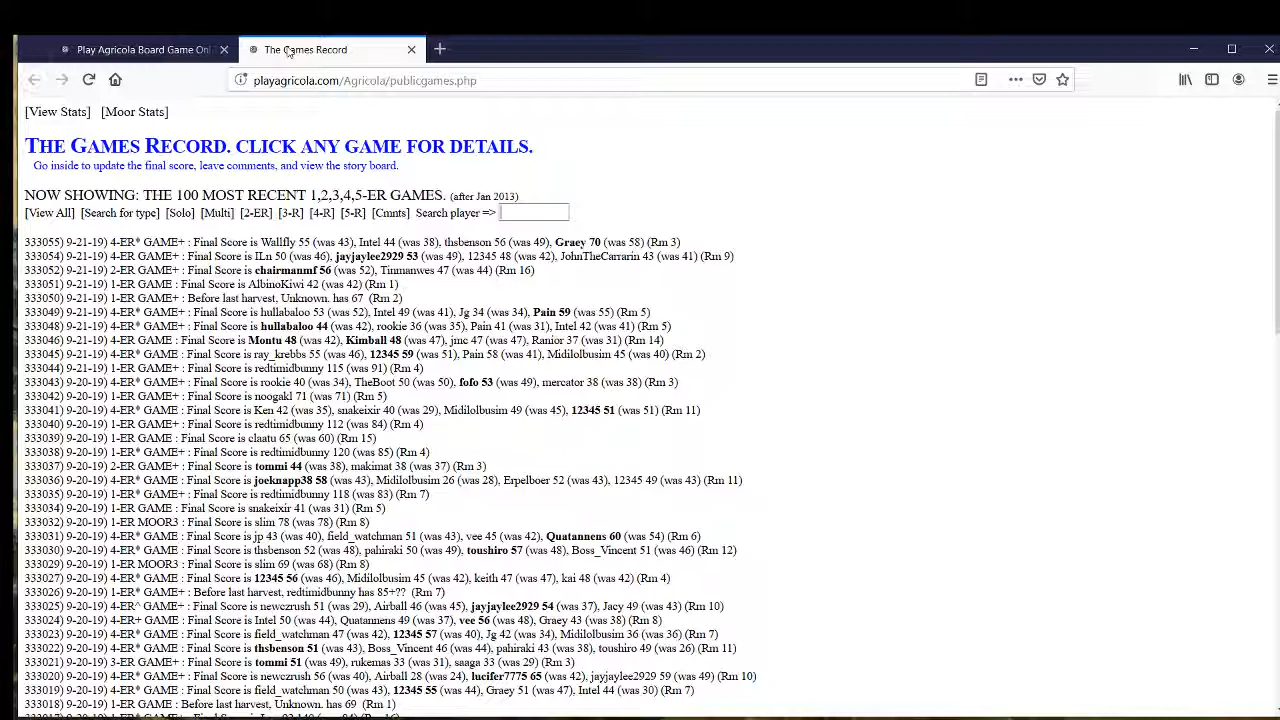 Play Agricola Board Game Onl
The Games Record
playagricola.com/Agricola/publicgames.php
[View Stats] [Moor Stats]
THE GAMES RECORD. CLICK ANY GAME FOR DETAILS.
Go inside to update the final score, leave comments, and view the story board.
NOW SHOWING: THE 100 MOST RECENT 1,2,3,4,5-ER GAMES. (after Jan 2013)
[View All] [Search for type] [Solo] [Multi] [2-ER] [3-R] [4-R] [5-R] [Cmnts] Search player =>
333055) 9-21-19) 4-ER* GAME+ : Final Score is Wallfly 55 (was 43), Intel 44 (was 38), thsbenson 56 (was 49), Graey 70 (was 58) (Rm 3)
333054) 9-21-19) 4-ER GAME+ : Final Score is ILn 50 (was 46), jayjaylee2929 53 (was 49), 12345 48 (was 42), JohnTheCarrarin 43 (was 41) (Rm 9)
333052) 9-21-19) 2-ER GAME+ : Final Score is chairmanmf 56 (was 52), Tinmanwes 47 (was 44) (Rm 16)
333051) 9-21-19) 1-ER GAME : Final Score is AlbinoKiwi 42 (was 42) (Rm 1)
333050) 9-21-19) 1-ER GAME+ : Before last harvest, Unknown. has 67 (Rm 2)
333049) 9-21-19) 4-ER* GAME+ : Final Score is hullabaloo 53 (was 52), Intel 49 (was 41), Jg 34 (was 34), Pain 59 (was 55) (Rm 5)
333048) 9-21-19) 4-ER* GAME+ : Final Score is hullabaloo 44 (was 42), rookie 36 (was 35), Pain 41 (was 31), Intel 42 (was 41) (Rm 5)
333046) 9-21-19) 4-ER GAME : Final Score is Montu 48 (was 42), Kimball 48 (was 47), jmc 47 (was 47), Ranior 37 (was 31) (Rm 14)
333045) 9-21-19) 4-ER* GAME : Final Score is ray_krebbs 55 (was 46), 12345 59 (was 51), Pain 58 (was 41), Midilolbusim 45 (was 40) (Rm 2)
333044) 9-21-19) 1-ER* GAME+ : Final Score is redtimidbunny 115 (was 91) (Rm 4)
333043) 9-20-19) 4-ER* GAME+ : Final Score is rookie 40 (was 34), TheBoot 50 (was 50), fofo 53 (was 49), mercator 38 (was 38) (Rm 3)
333042) 9-20-19) 1-ER GAME+ : Final Score is noogakl 71 (was 71) (Rm 5)
333041) 9-20-19) 4-ER* GAME : Final Score is Ken 42 (was 35), snakeixir 40 (was 29), Midilolbusim 49 (was 45), 12345 51 (was 51) (Rm 11)
333040) 9-20-19) 1-ER* GAME+ : Final Score is redtimidbunny 112 (was 84) (Rm 4)
333039) 9-20-19) 1-ER GAME : Final Score is claatu 65 (was 60) (Rm 15)
333038) 9-20-19) 1-ER* GAME+ : Final Score is redtimidbunny 120 (was 85) (Rm 4)
333037) 9-20-19) 2-ER GAME+ : Final Score is tommi 44 (was 38), makimat 38 (was 37) (Rm 3)
333036) 9-20-19) 4-ER* GAME : Final Score is joeknapp38 58 (was 43), Midilolbusim 26 (was 28), Erpelboer 52 (was 43), 12345 49 (was 43) (Rm 11)
333035) 9-20-19) 1-ER* GAME+ : Final Score is redtimidbunny 118 (was 83) (Rm 7)
333034) 9-20-19) 1-ER GAME : Final Score is snakeixir 41 (was 31) (Rm 5)
333032) 9-20-19) 1-ER MOOR3 : Final Score is slim 78 (was 78) (Rm 8)
333031) 9-20-19) 4-ER* GAME : Final Score is jp 43 (was 40), field_watchman 51 (was 43), vee 45 (was 42), Quatannens 60 (was 54) (Rm 6)
333030) 9-20-19) 4-ER* GAME : Final Score is thsbenson 52 (was 48), pahiraki 50 (was 49), toushiro 57 (was 48), Boss_Vincent 51 (was 46) (Rm 12)
333029) 9-20-19) 1-ER MOOR3 : Final Score is slim 69 (was 68) (Rm 8)
333027) 9-20-19) 4-ER* GAME : Final Score is 12345 56 (was 46), Midilolbusim 45 (was 42), keith 47 (was 47), kai 48 (was 42) (Rm 4)
333026) 9-20-19) 1-ER* GAME+ : Before last harvest, redtimidbunny has 85+?? (Rm 7)
333025) 9-20-19) 4-ER^ GAME+ : Final Score is newczrush 51 (was 29), Airball 46 (was 45), jayjaylee2929 54 (was 37), Jacy 49 (was 43) (Rm 10)
333024) 9-20-19) 4-ER+ GAME : Final Score is Intel 50 (was 44), Quatannens 49 (was 37), vee 56 (was 48), Graey 43 (was 38) (Rm 8)
333023) 9-20-19) 4-ER* GAME : Final Score is field_watchman 47 (was 42), 12345 57 (was 40), Jg 42 (was 34), Midilolbusim 36 (was 36) (Rm 7)
333022) 9-20-19) 4-ER* GAME : Final Score is thsbenson 51 (was 43), Boss_Vincent 46 (was 44), pahiraki 43 (was 38), toushiro 49 (was 26) (Rm 11)
333021) 9-20-19) 3-ER GAME+ : Final Score is tommi 51 (was 49), rukemas 33 (was 31), saaga 33 (was 29) (Rm 3)
333020) 9-20-19) 4-ER* GAME+ : Final Score is newczrush 56 (was 40), Airball 28 (was 24), lucifer7775 65 (was 42), jayjaylee2929 59 (was 49) (Rm 10)
333019) 9-20-19) 4-ER* GAME : Final Score is field_watchman 50 (was 43), 12345 55 (was 44), Graey 51 (was 47), Intel 44 (was 30) (Rm 7)
333018) 9-20-19) 1-ER GAME : Before last harvest, Unknown. has 69 (Rm 1)